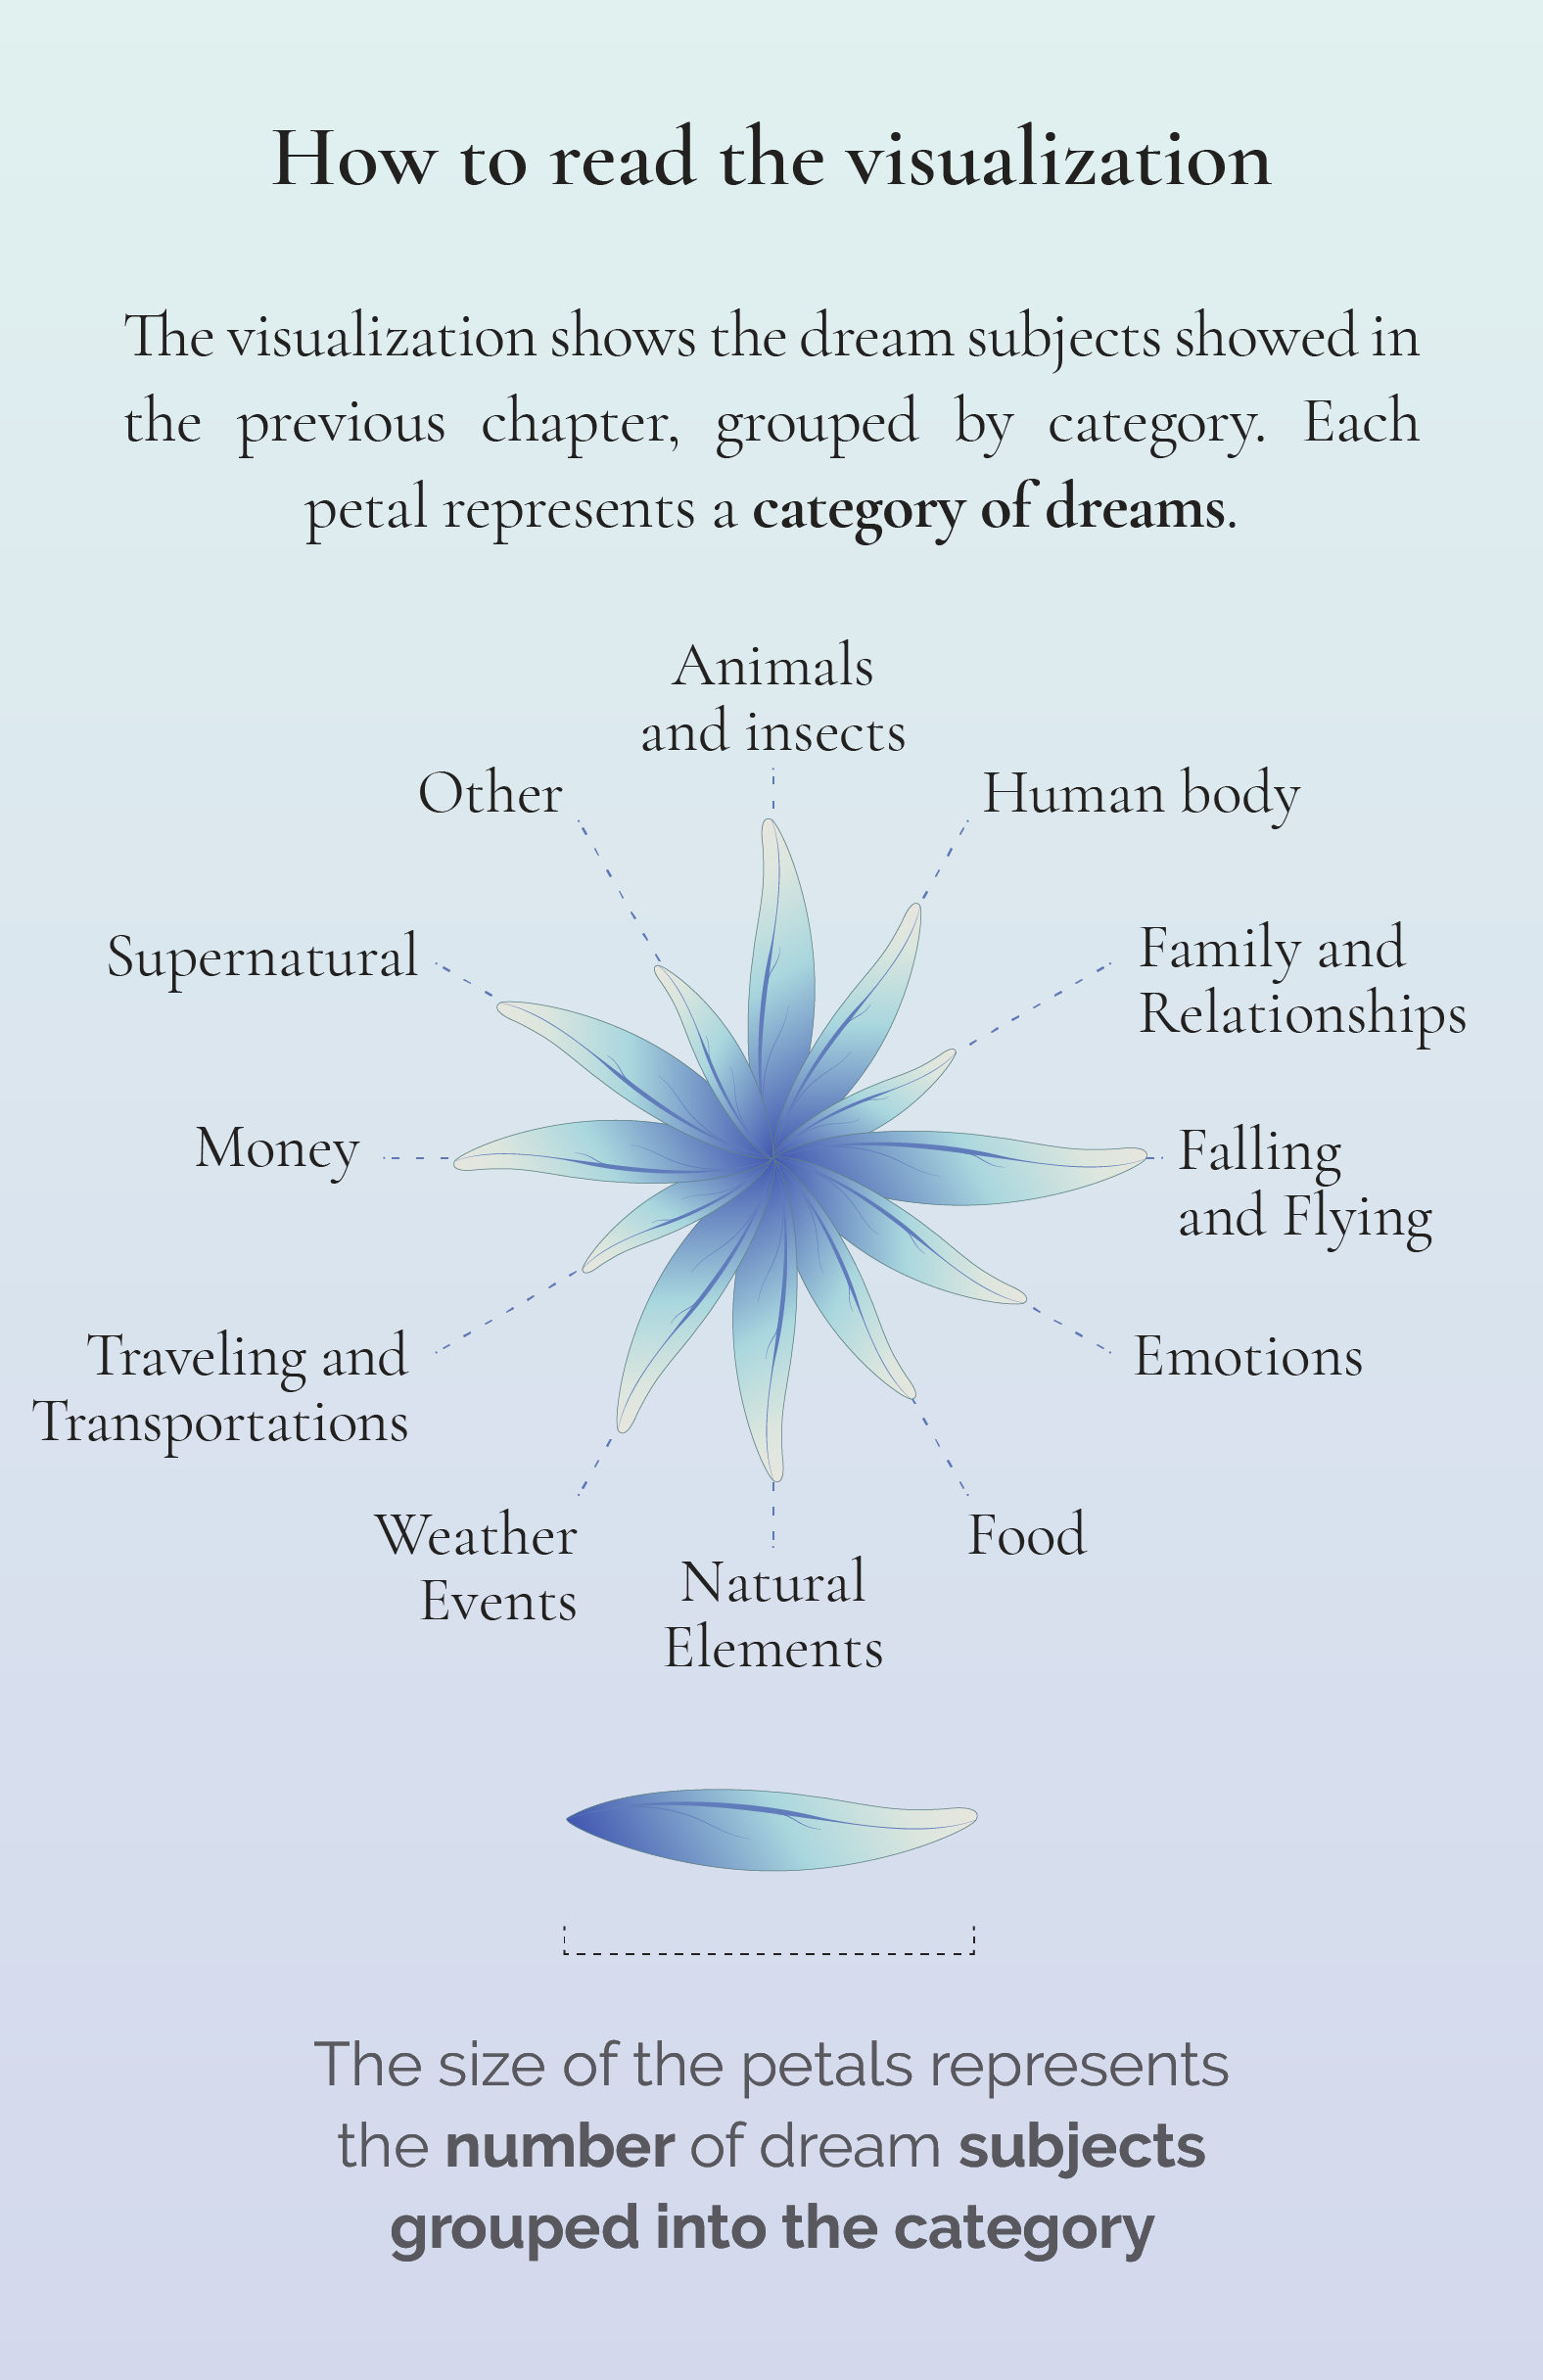 How to read the visualization
The visualization shows the dream subjects showed in
the previous chapter, grouped by category. Each
petal represents a category of dreams.
Animals
and insects
Other
Human body
Supernatural
Family and
Relationships
Money
Falling
and Flying
Traveling and
Transportations
Emotions
Weather
Events
Natural
Elements
Food
The size of the petals represents
the number of dream subjects
grouped into the category